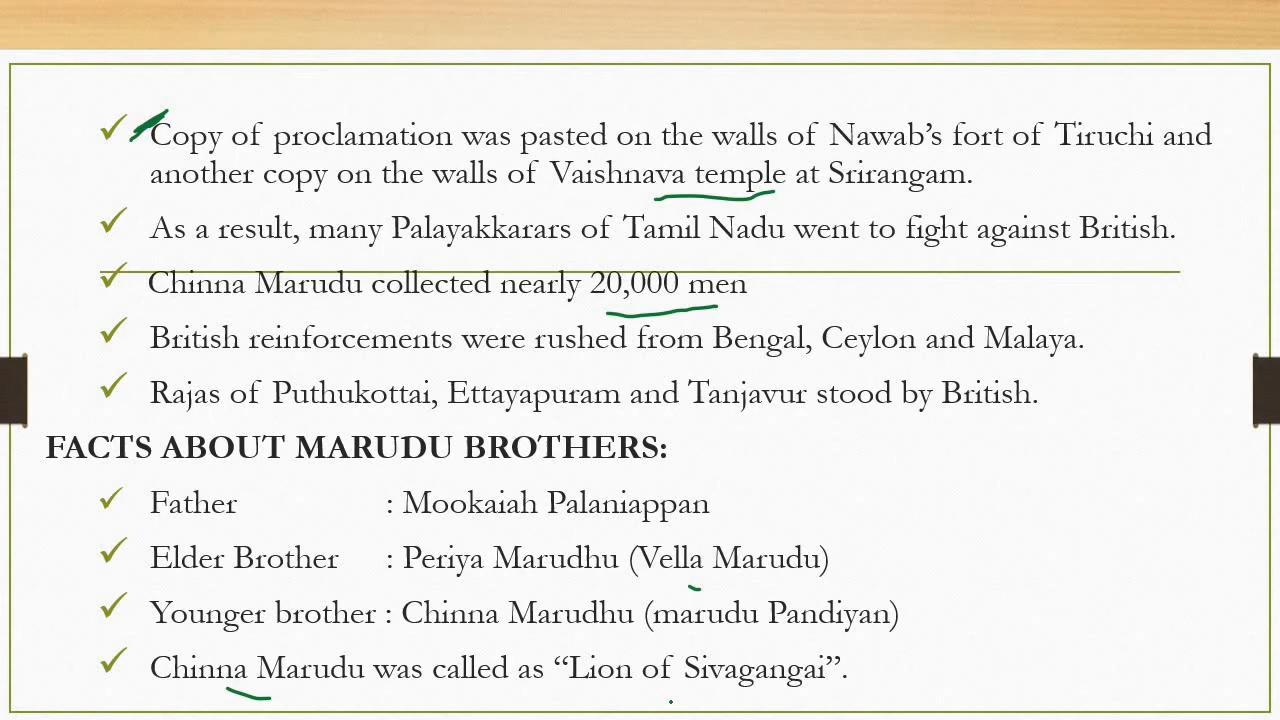 Copy of proclamation was pasted on the walls of Nawab’s fort of Tiruchi and
another copy on the walls of Vaishnava temple at Srirangam.
As a result, many Palayakkarars of Tamil Nadu went to fight against British.
Chinna Marudu collected nearly 20,000 men
British reinforcements were rushed from Bengal, Ceylon and Malaya.
Rajas of Puthukottai, Ettayapuram and Tanjavur stood by British.
FACTS ABOUT MARUDU BROTHERS:
Father : Mookaiah Palaniappan
Elder Brother : Periya Marudhu (Vella Marudu)
Younger brother : Chinna Marudhu (marudu Pandiyan)
Chinna Marudu was called as “Lion of Sivagangai”.